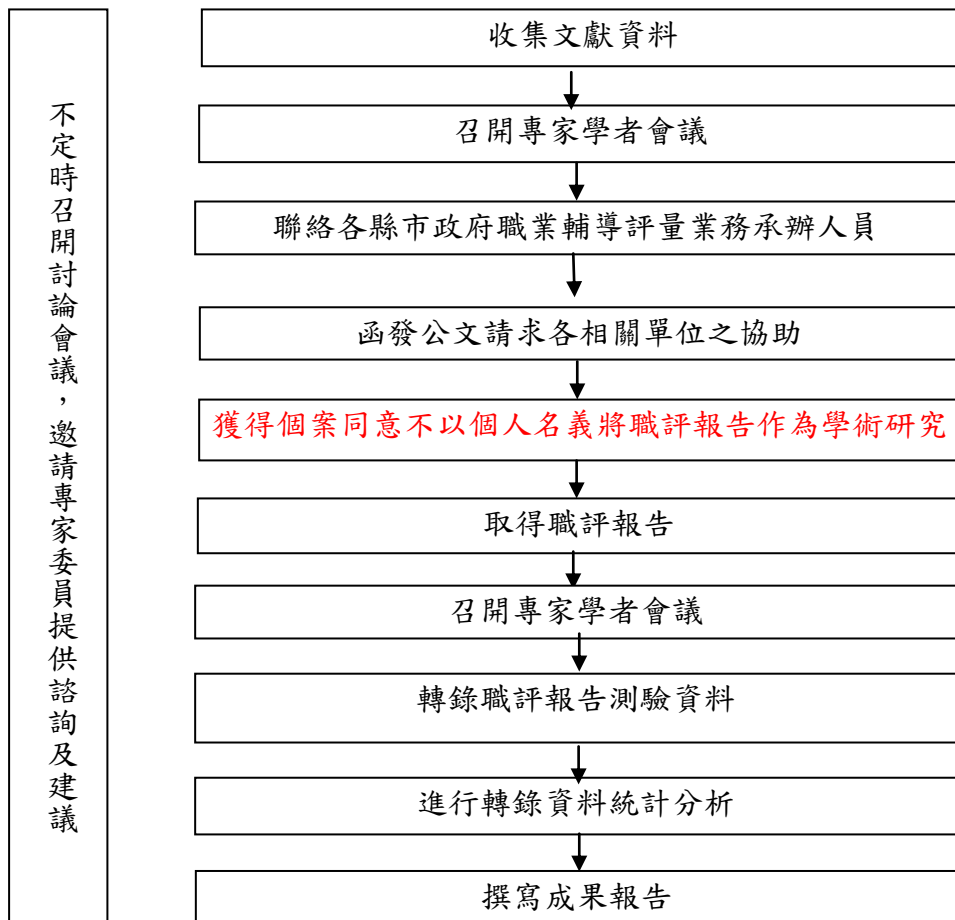 不定時召開討論會議，邀請專家委員提供諮詢及建議
收集文獻資料
召開專家學者會議
聯絡各縣市政府職業輔導評量業務承辦人員
函發公文請求各相關單位之協助
獲得個案同意不以個人名義將職評報告作為學術研究
取得職評報告
召開專家學者會議
轉錄職評報告測驗資料
進行轉錄資料統計分析
撰寫成果報告